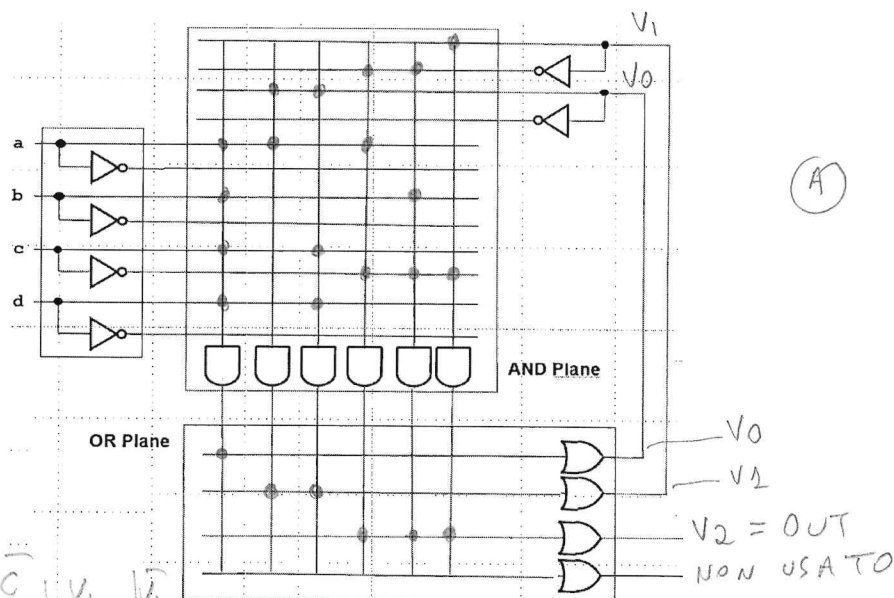 V1
V0
a
A
b
c
d
AND Plane
OR Plane
V0
V1
V2 = OUT
NON USATO